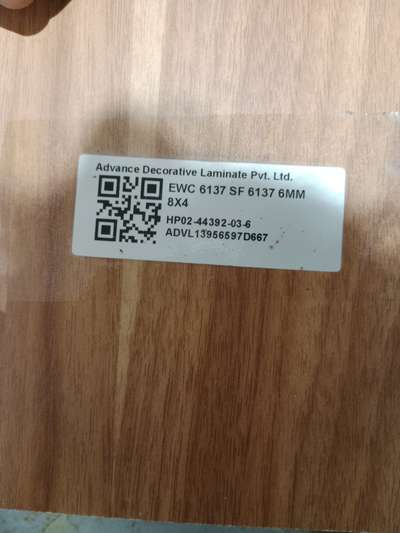 Advance Decorative Laminate Pvt. Ltd.
EWC 6137 SF 6137 6MM
8X4
HP02-44392-03-6
ADVL13956597D667